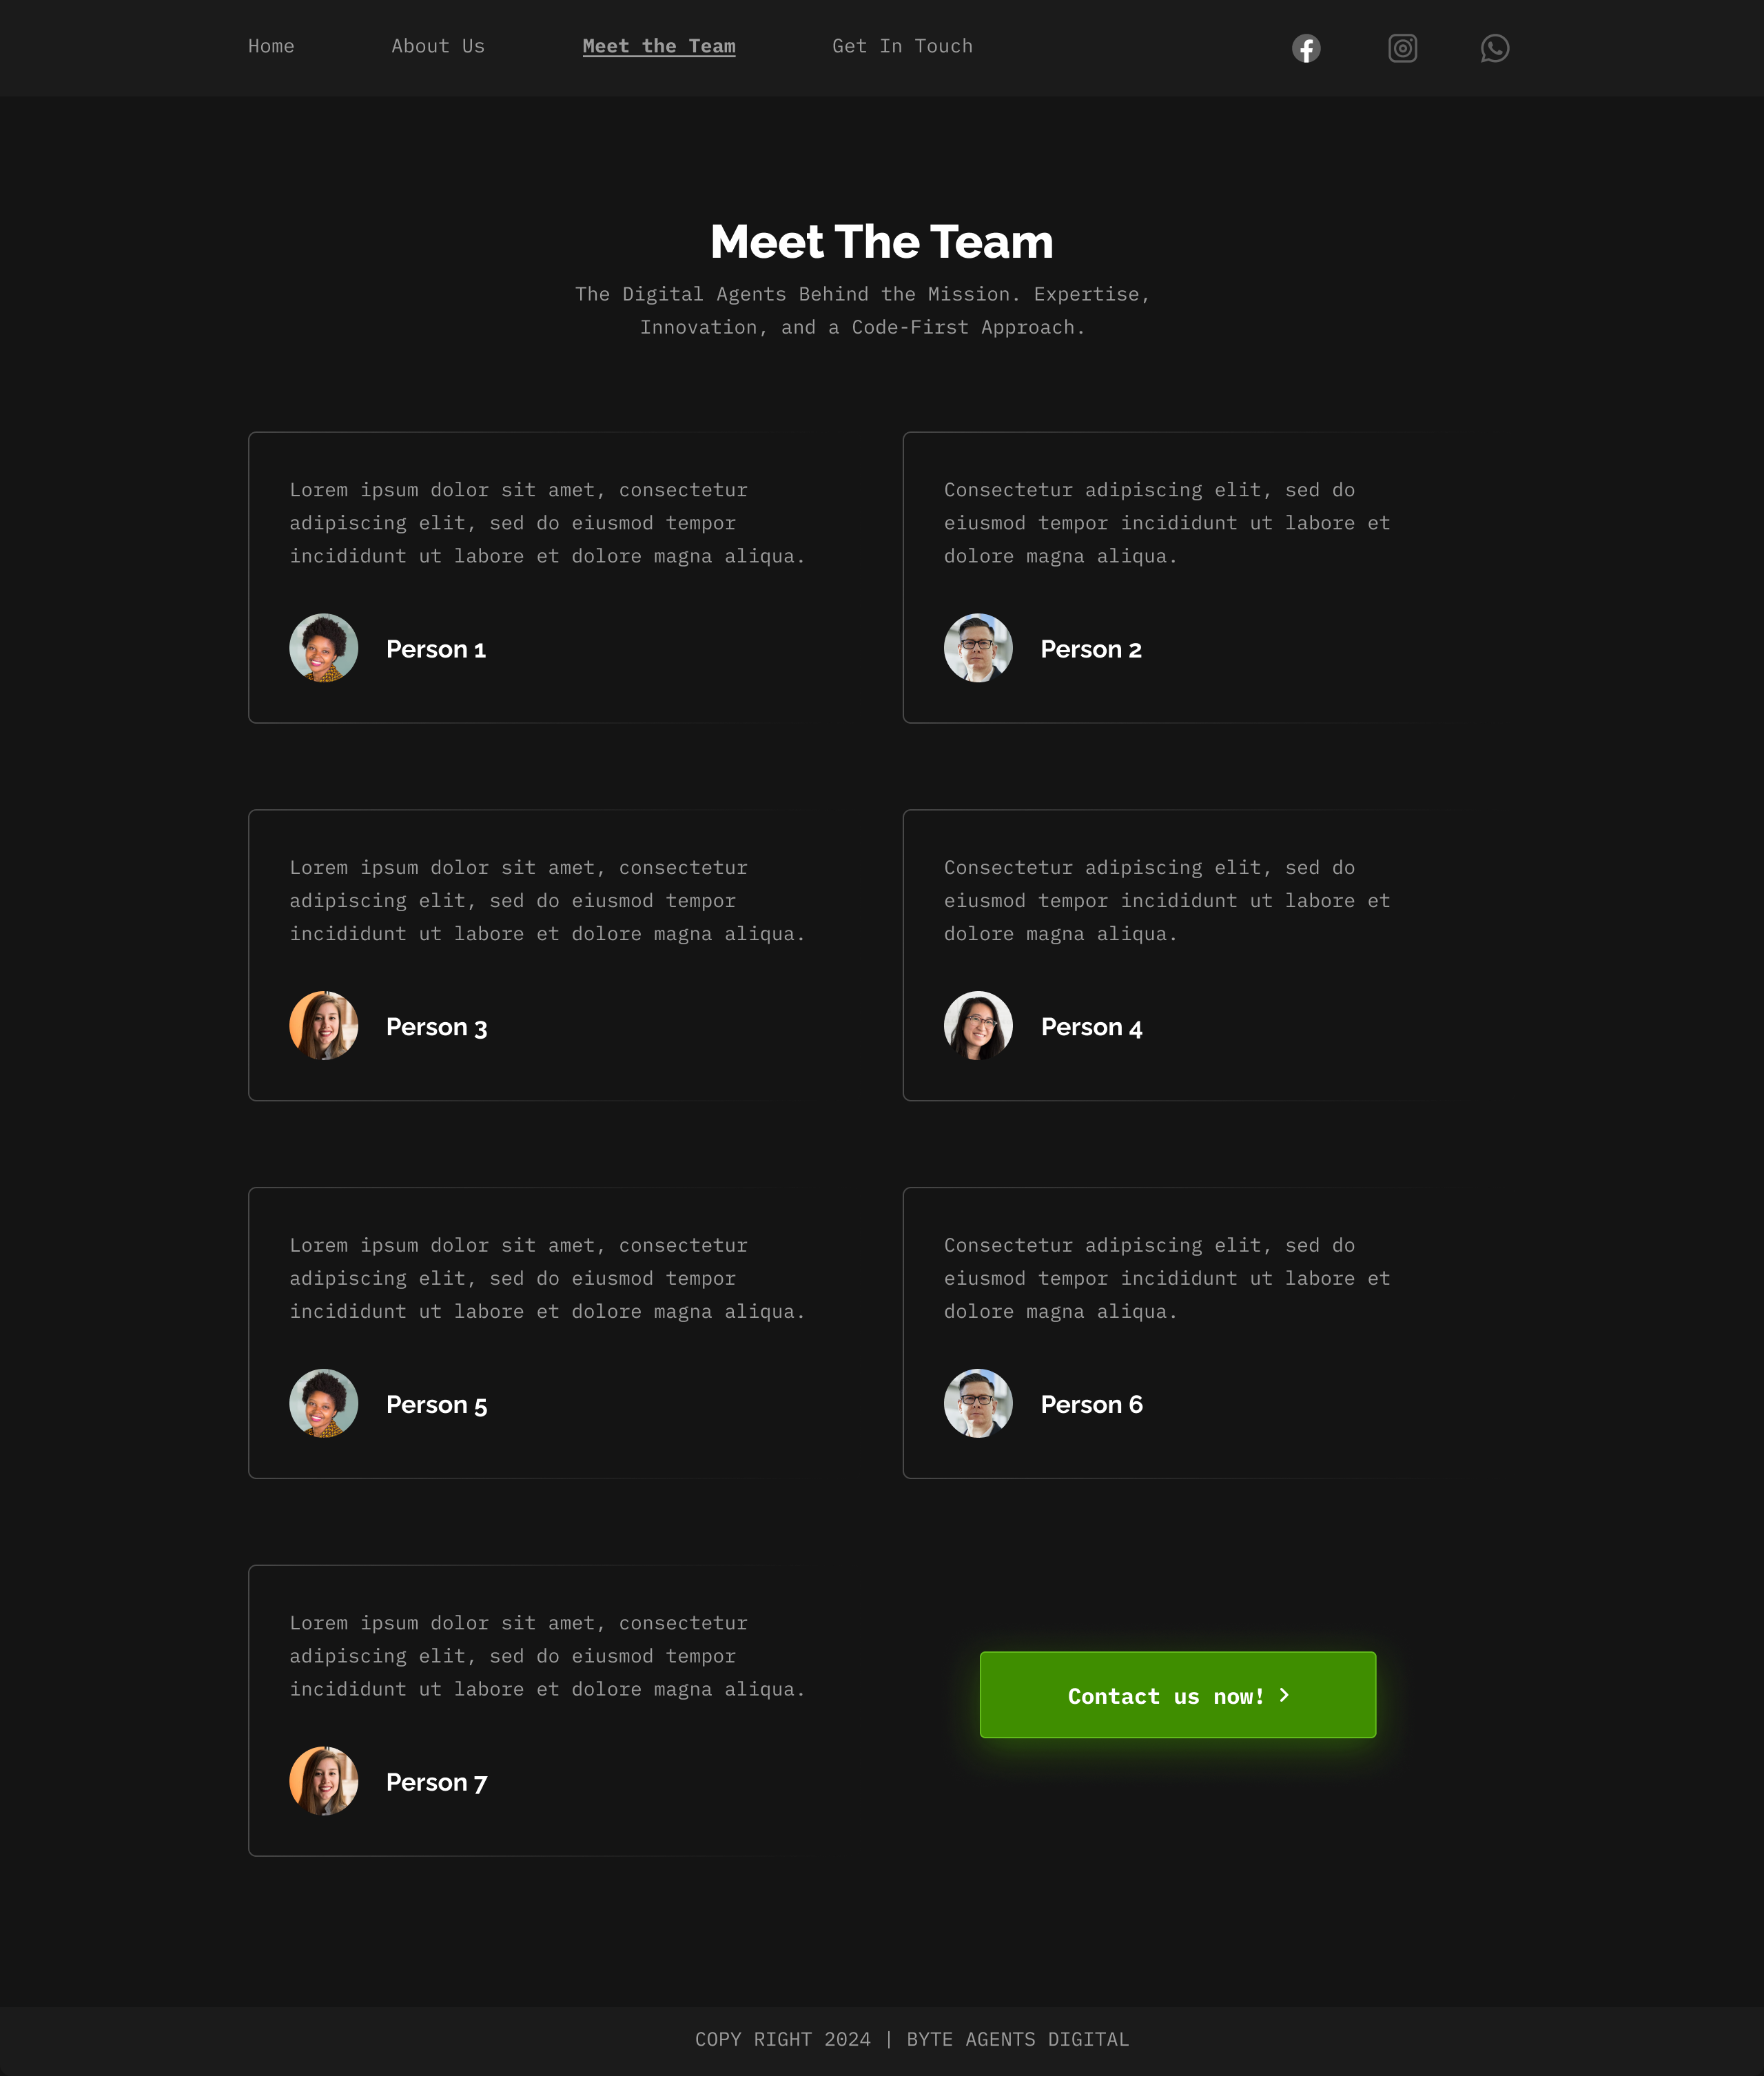 Home About Us Meet the Team Get In Touch
Meet The Team
The Digital Agents Behind the Mission. Expertise,
Innovation, and a Code-First Approach.
Lorem ipsum dolor sit amet, consectetur
adipiscing elit, sed do eiusmod tempor
incididunt ut labore et dolore magna aliqua.
Person 1
Consectetur adipiscing elit, sed do
eiusmod tempor incididunt ut labore et
dolore magna aliqua.
Person 2
Lorem ipsum dolor sit amet, consectetur
adipiscing elit, sed do eiusmod tempor
incididunt ut labore et dolore magna aliqua.
Person 3
Consectetur adipiscing elit, sed do
eiusmod tempor incididunt ut labore et
dolore magna aliqua.
Person 4
Lorem ipsum dolor sit amet, consectetur
adipiscing elit, sed do eiusmod tempor
incididunt ut labore et dolore magna aliqua.
Person 5
Consectetur adipiscing elit, sed do
eiusmod tempor incididunt ut labore et
dolore magna aliqua.
Person 6
Lorem ipsum dolor sit amet, consectetur
adipiscing elit, sed do eiusmod tempor
incididunt ut labore et dolore magna aliqua.
Person 7
Contact us now!
COPY RIGHT 2024 | BYTE AGENTS DIGITAL